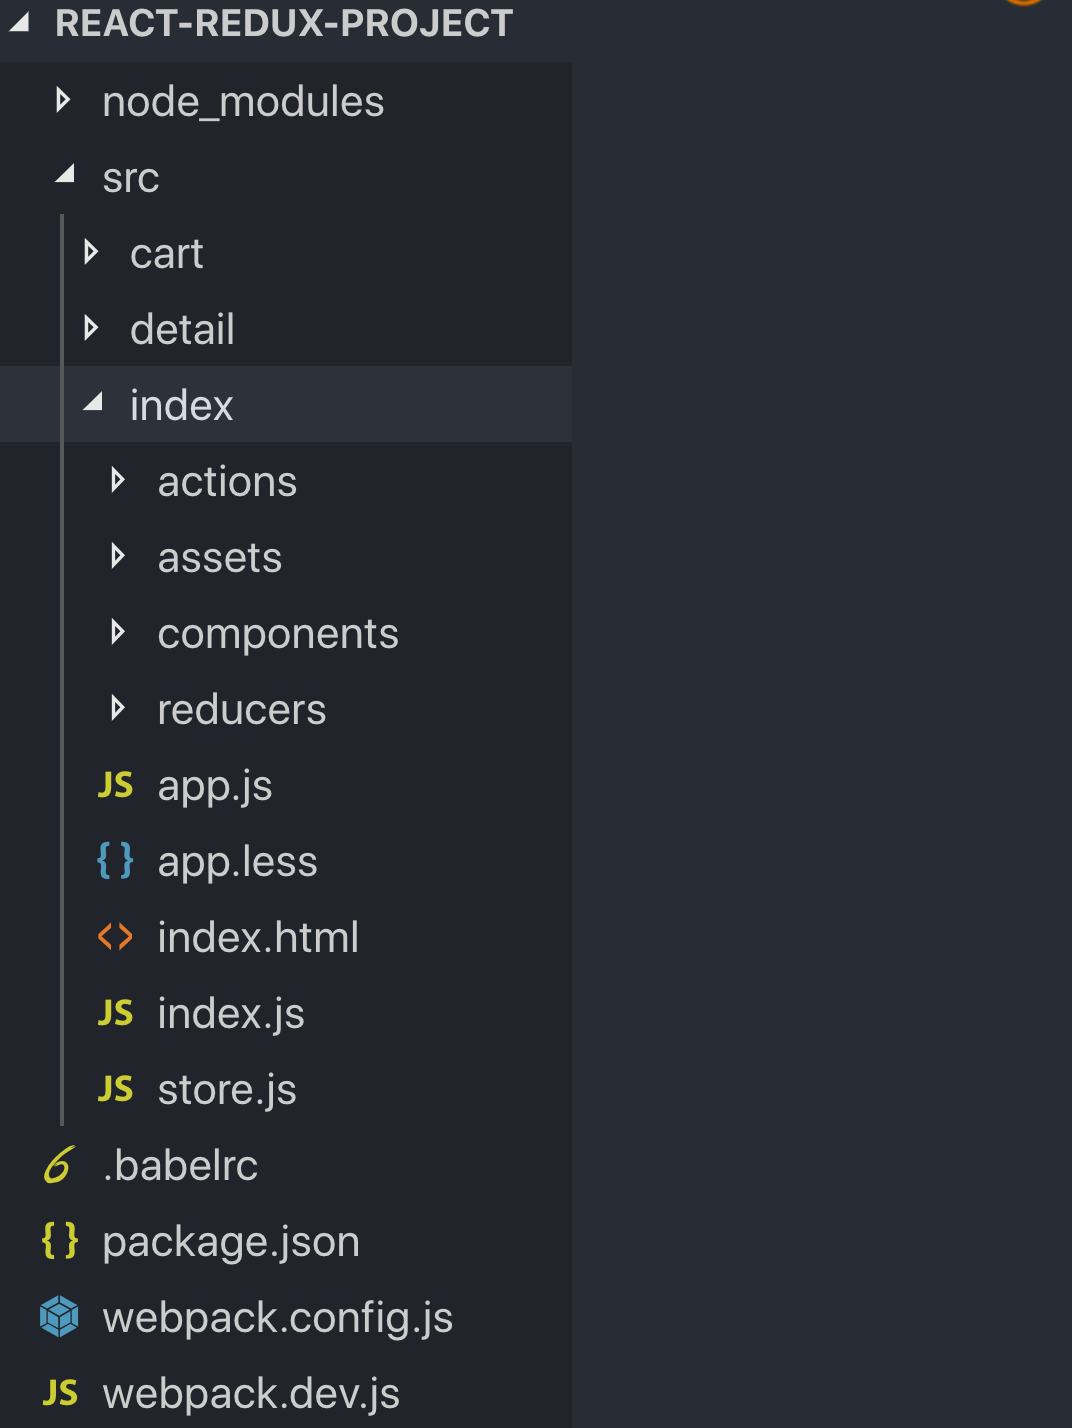 REACT-REDUX-PROJECT
node_modules
src
cart
detail
index
actions
assets
components
reducers
JS app.js
{ } app.less
<> index.html
JS index.js
JS store.js
6 .babelrc
{ } package.json
webpack.config.js
JS webpack.dev.js